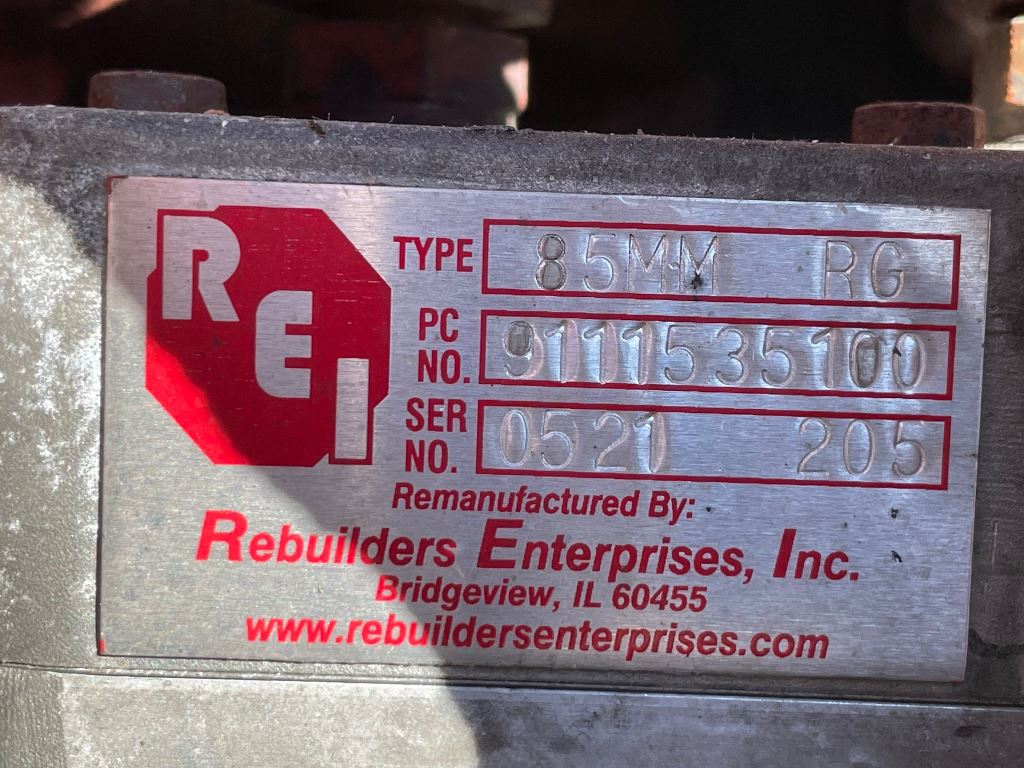 REI
TYPE 85MM RG
PC NO. 9111535100
SER NO. 0521 205
Remanufactured By:
Rebuilders Enterprises, Inc.
Bridgeview, IL 60455
www.rebuildersenterprises.com